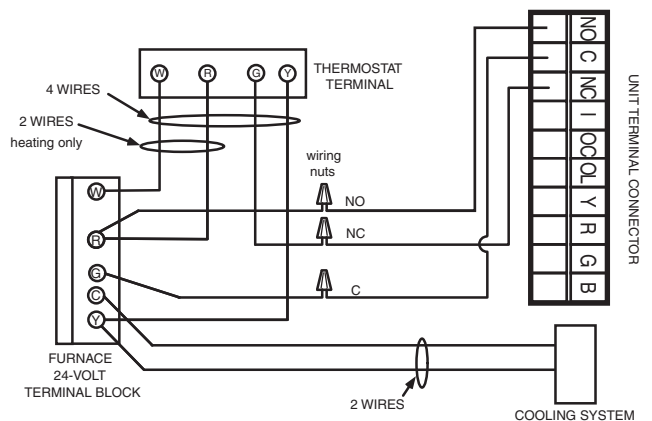 W
R
G
Y
THERMOSTAT
TERMINAL
4 WIRES
2 WIRES
heating only
wiring
nuts
NO
NC
C
W
R
G
C
Y
FURNACE
24-VOLT
TERMINAL BLOCK
NO
C
NC
I
OC
OL
Y
R
G
B
UNIT TERMINAL CONNECTOR
2 WIRES
COOLING SYSTEM